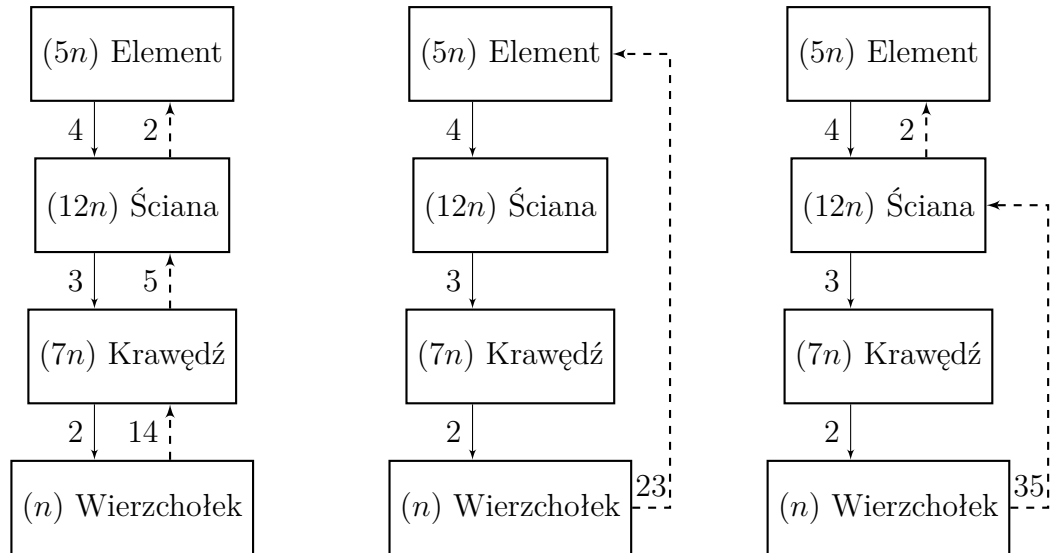 (5n) Element
4
2
(12n) Ściana
3
5
(7n) Krawędź
2
14
(n) Wierzchołek
(5n) Element
4
(12n) Ściana
3
(7n) Krawędź
2
(n) Wierzchołek
23
(5n) Element
4
2
(12n) Ściana
3
(7n) Krawędź
2
(n) Wierzchołek
35